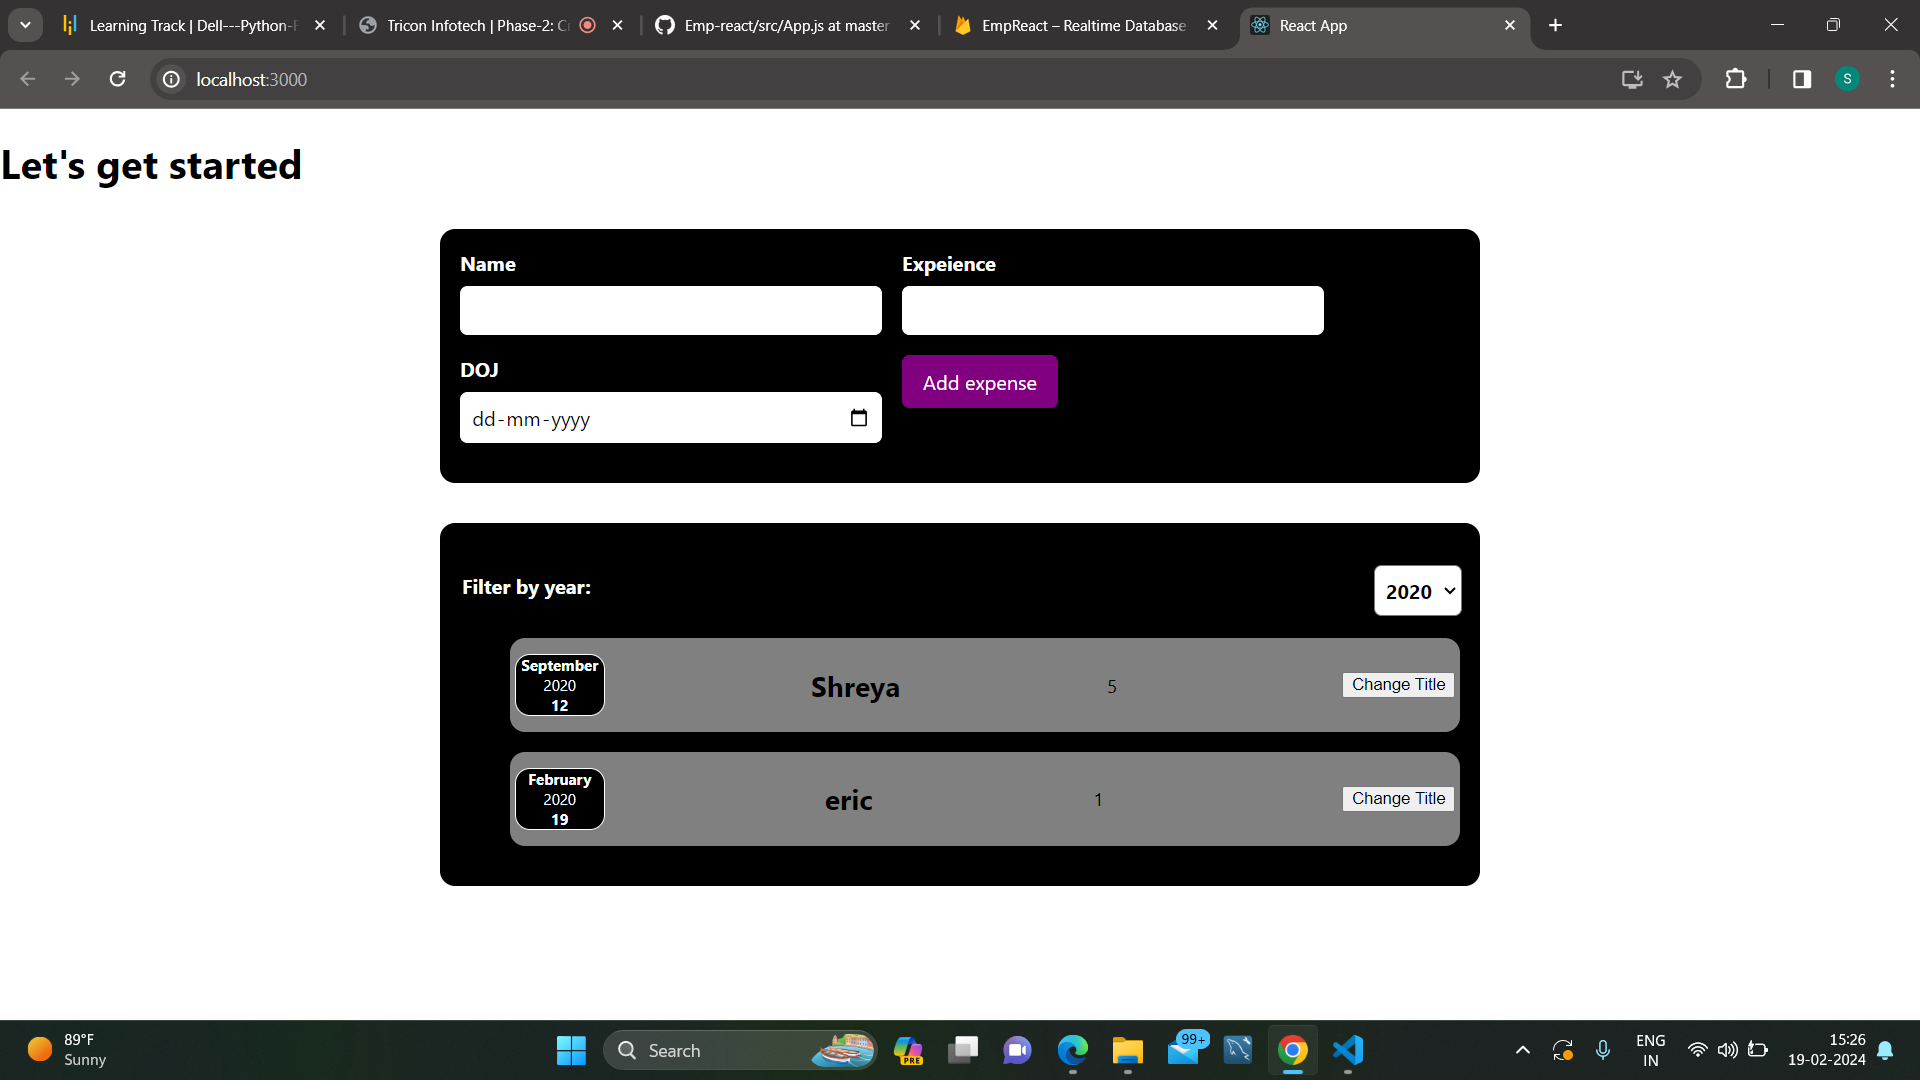 Learning Track | Dell---Python-F
Tricon Infotech | Phase-2: Cr
Emp-react/src/App.js at master
EmpReact – Realtime Database
React App
localhost:3000
S
Let's get started
Name
Expeience
DOJ
Add expense
dd-mm-yyyy
Filter by year:
2020
September
2020
12
Shreya
5
Change Title
February
2020
19
eric
1
Change Title
89°F
Sunny
Search
PRE
99+
ENG
IN
15:26
19-02-2024